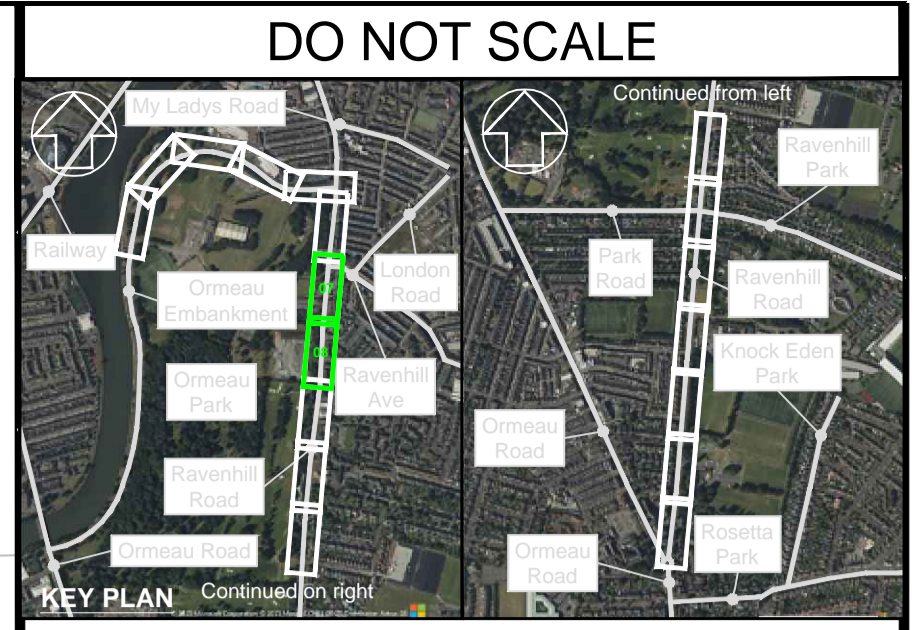 DO NOT SCALE
My Ladys Road
Railway
Ormeau
Embankment
London
Road
07
08
Ormeau
Park
Ravenhill
Ave
Ravenhill
Road
Ormeau Road
KEY PLAN
Continued on right
Continued from left
Ravenhill
Park
Park
Road
Ravenhill
Road
Knock Eden
Park
Ormeau
Road
Ormeau
Road
Rosetta
Park